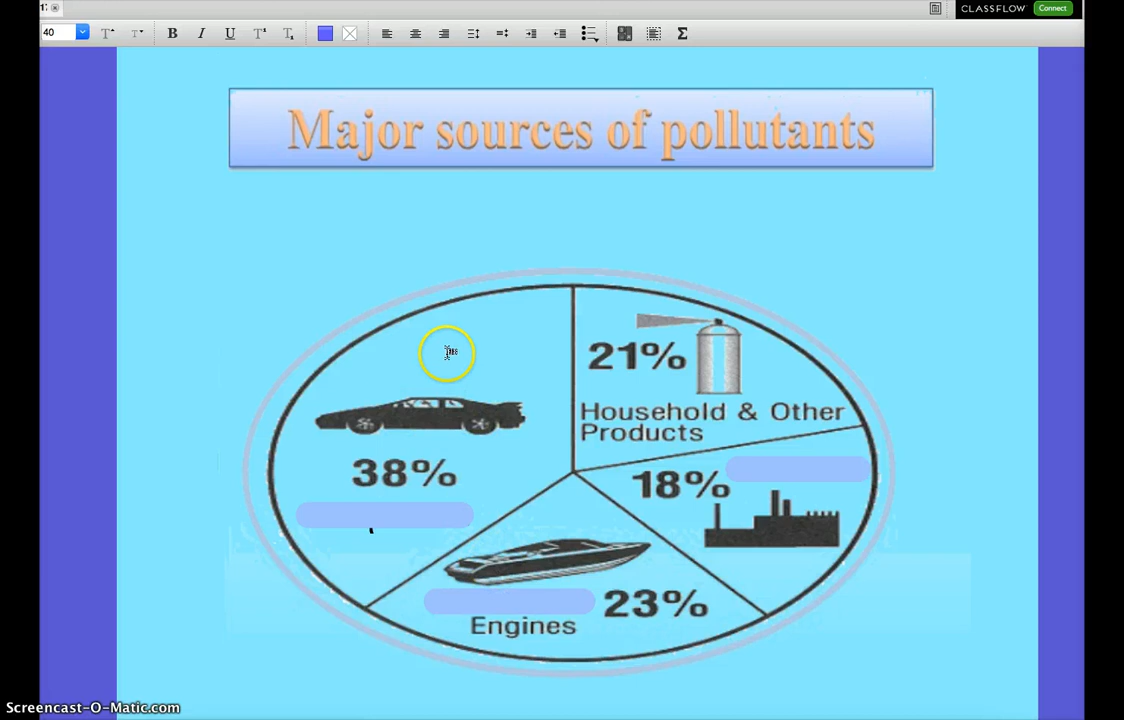 CLASSFLOW
Connect
40
B I U T T
Σ
Major sources of pollutants
21%
Household & Other
Products
38%
18%
23%
Engines
Screencast-O-Matic.com